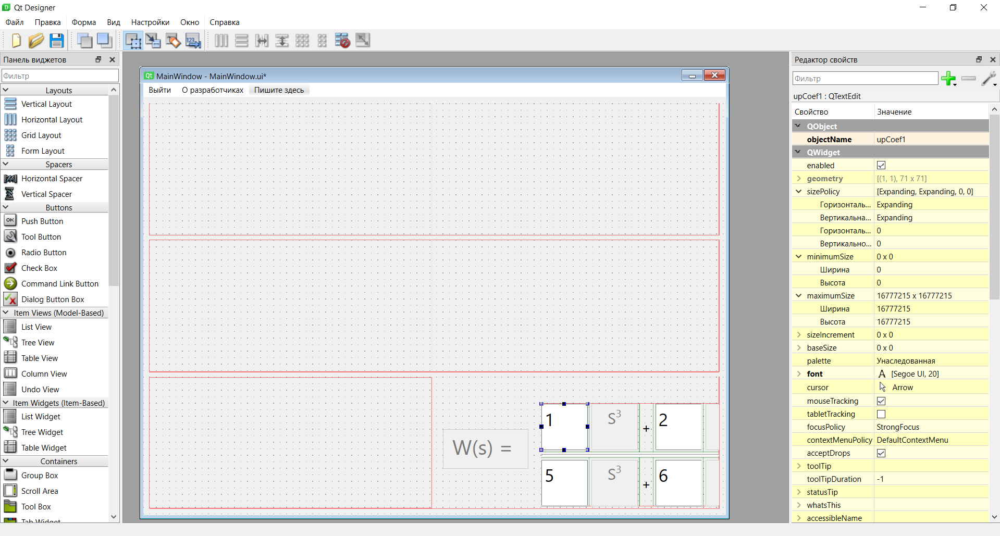 Qt Designer
Файл Правка Форма Вид Настройки Окно Справка
Панель виджетов
Фильтр
Layouts
Vertical Layout
Horizontal Layout
Grid Layout
Form Layout
Spacers
Horizontal Spacer
Vertical Spacer
Buttons
OK Push Button
Tool Button
Radio Button
Check Box
Command Link Button
Dialog Button Box
Item Views (Model-Based)
List View
Tree View
Table View
Column View
Undo View
Item Widgets (Item-Based)
List Widget
Tree Widget
Table Widget
Containers
Group Box
Scroll Area
Tool Box
Tab Widget
MainWindow - MainWindow.ui*
Выйти О разработчиках Пишите здесь
W(s) =
1 S³ + 2
5 S³ + 6
Редактор свойств
Фильтр
upCoef1 : QTextEdit
Свойство Значение
QObject
objectName upCoef1
QWidget
enabled
geometry [(1, 1), 71 x 71]
sizePolicy [Expanding, Expanding, 0, 0]
Горизонталь... Expanding
Вертикальна... Expanding
Горизонталь... 0
Вертикально... 0
minimumSize 0 x 0
Ширина 0
Высота 0
maximumSize 16777215 x 16777215
Ширина 16777215
Высота 16777215
sizeIncrement 0 x 0
baseSize 0 x 0
palette Унаследованная
font A [Segoe UI, 20]
cursor Arrow
mouseTracking
tabletTracking
focusPolicy StrongFocus
contextMenuPolicy DefaultContextMenu
acceptDrops
toolTip
toolTipDuration -1
statusTip
whatsThis
accessibleName